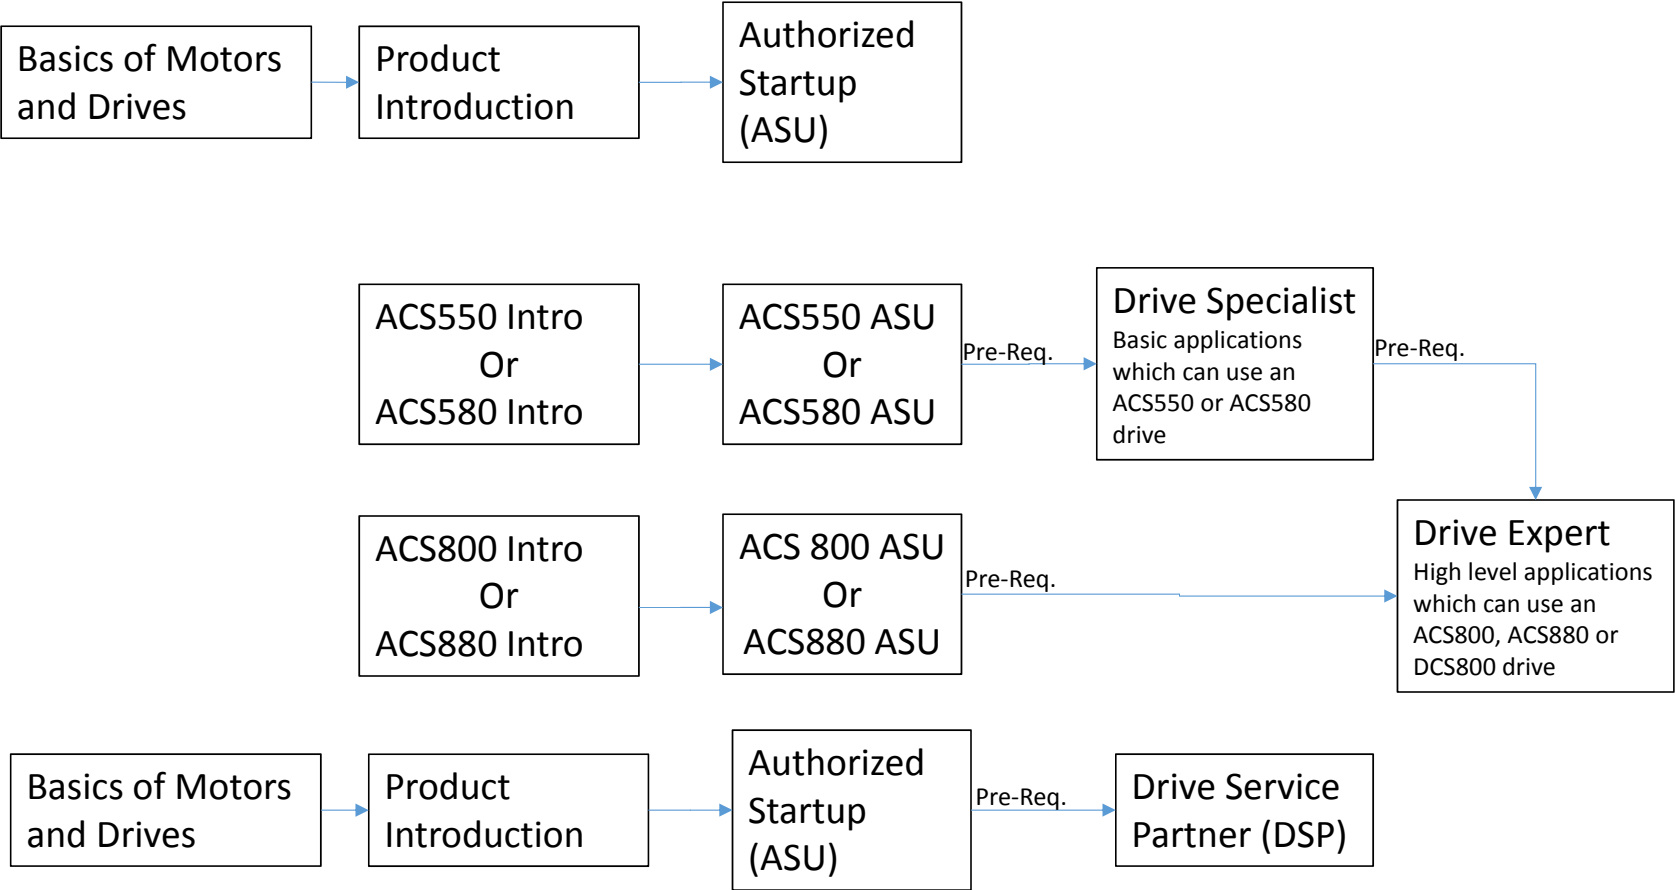 Basics of Motors
and Drives
Product
Introduction
Authorized
Startup
(ASU)
ACS550 Intro
Or
ACS580 Intro
ACS550 ASU
Or
ACS580 ASU
Pre-Req.
Drive Specialist
Basic applications
which can use an
ACS550 or ACS580
drive
Pre-Req.
ACS800 Intro
Or
ACS880 Intro
ACS 800 ASU
Or
ACS880 ASU
Pre-Req.
Drive Expert
High level applications
which can use an
ACS800, ACS880 or
DCS800 drive
Basics of Motors
and Drives
Product
Introduction
Authorized
Startup
(ASU)
Pre-Req.
Drive Service
Partner (DSP)